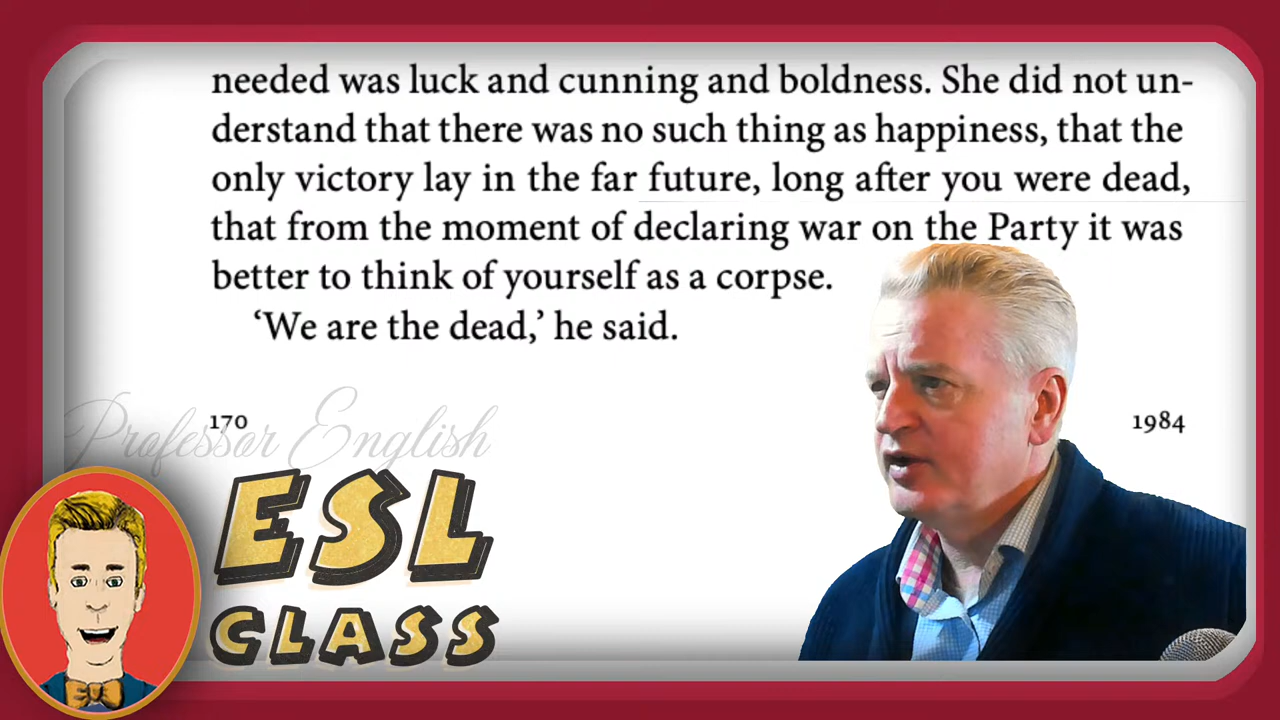 needed was luck and cunning and boldness. She did not un-
derstand that there was no such thing as happiness, that the
only victory lay in the far future, long after you were dead,
that from the moment of declaring war on the Party it was
better to think of yourself as a corpse.
‘We are the dead,’ he said.
170 1984
Professor English
ESL
CLASS